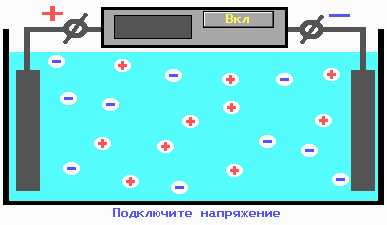 Вкл
Подключите напряжение